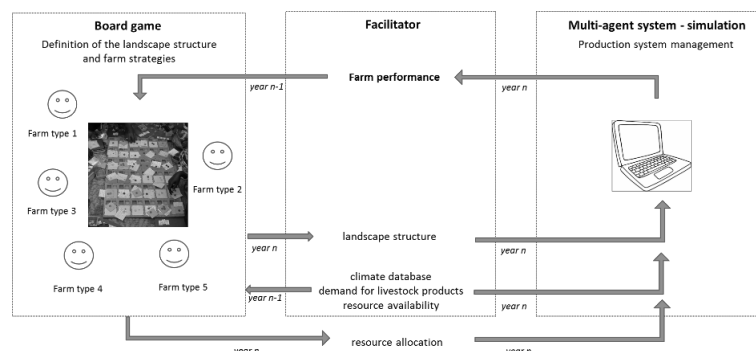 Board game
Definition of the landscape structure
and farm strategies
Farm type 1
Farm type 2
Farm type 3
Farm type 4
Farm type 5
Facilitator
Farm performance
year n-1
year n
Multi-agent system - simulation
Production system management
year n
landscape structure
year n
climate database
demand for livestock products
resource availability
year n-1
year n
year n
resource allocation
year n